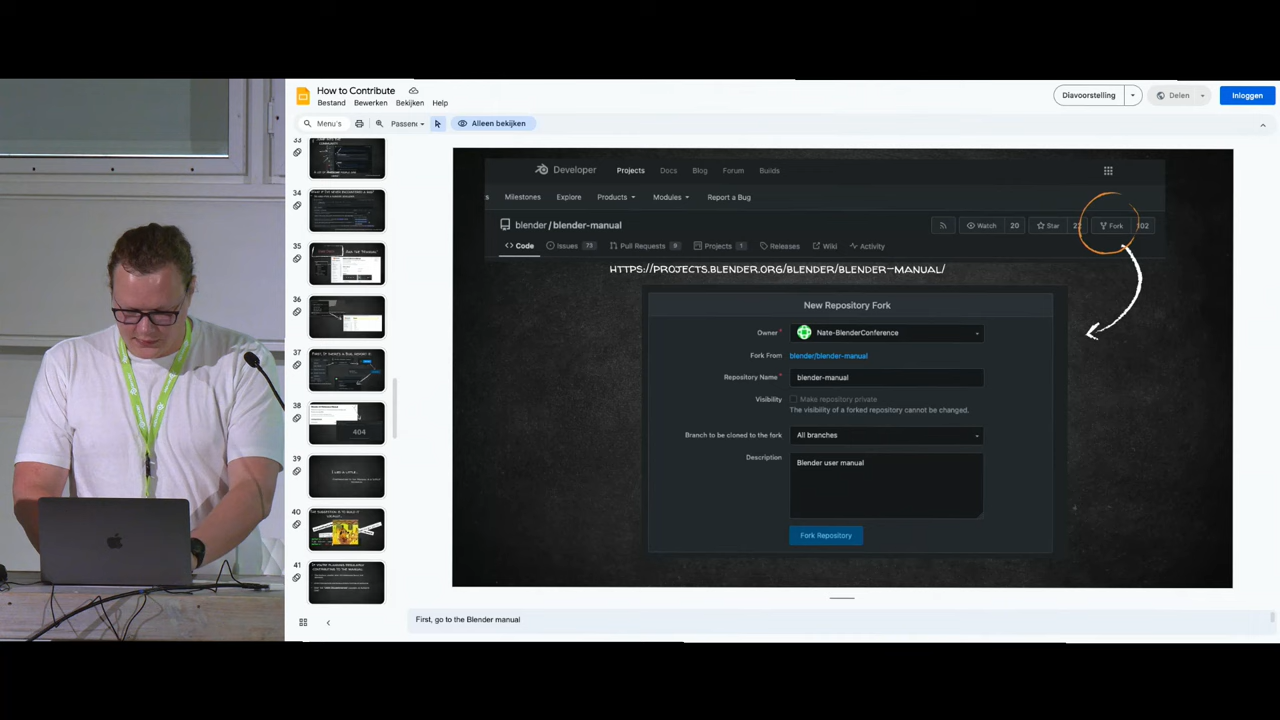 How to Contribute
Bestand Bewerken Bekijken Help
Diavoorstelling
Delen
Inloggen
Menu's
Passend
Alleen bekijken
33
34
35
36
37
38
404
39
40
41
Developer Projects Docs Blog Forum Builds
s Milestones Explore Products Modules Report a Bug
blender/blender-manual
Watch 20 Star Fork
Code Issues 73 Pull Requests 9 Projects 1 Releases Wiki Activity
HTTPS://PROJECTS.BLENDER.ORG/BLENDER/BLENDER-MANUAL/
New Repository Fork
Owner * Nate-BlenderConference
Fork From blender/blender-manual
Repository Name * blender-manual
Visibility Make repository private
The visibility of a forked repository cannot be changed.
Branch to be cloned to the fork All branches
Description Blender user manual
Fork Repository
First, go to the Blender manual